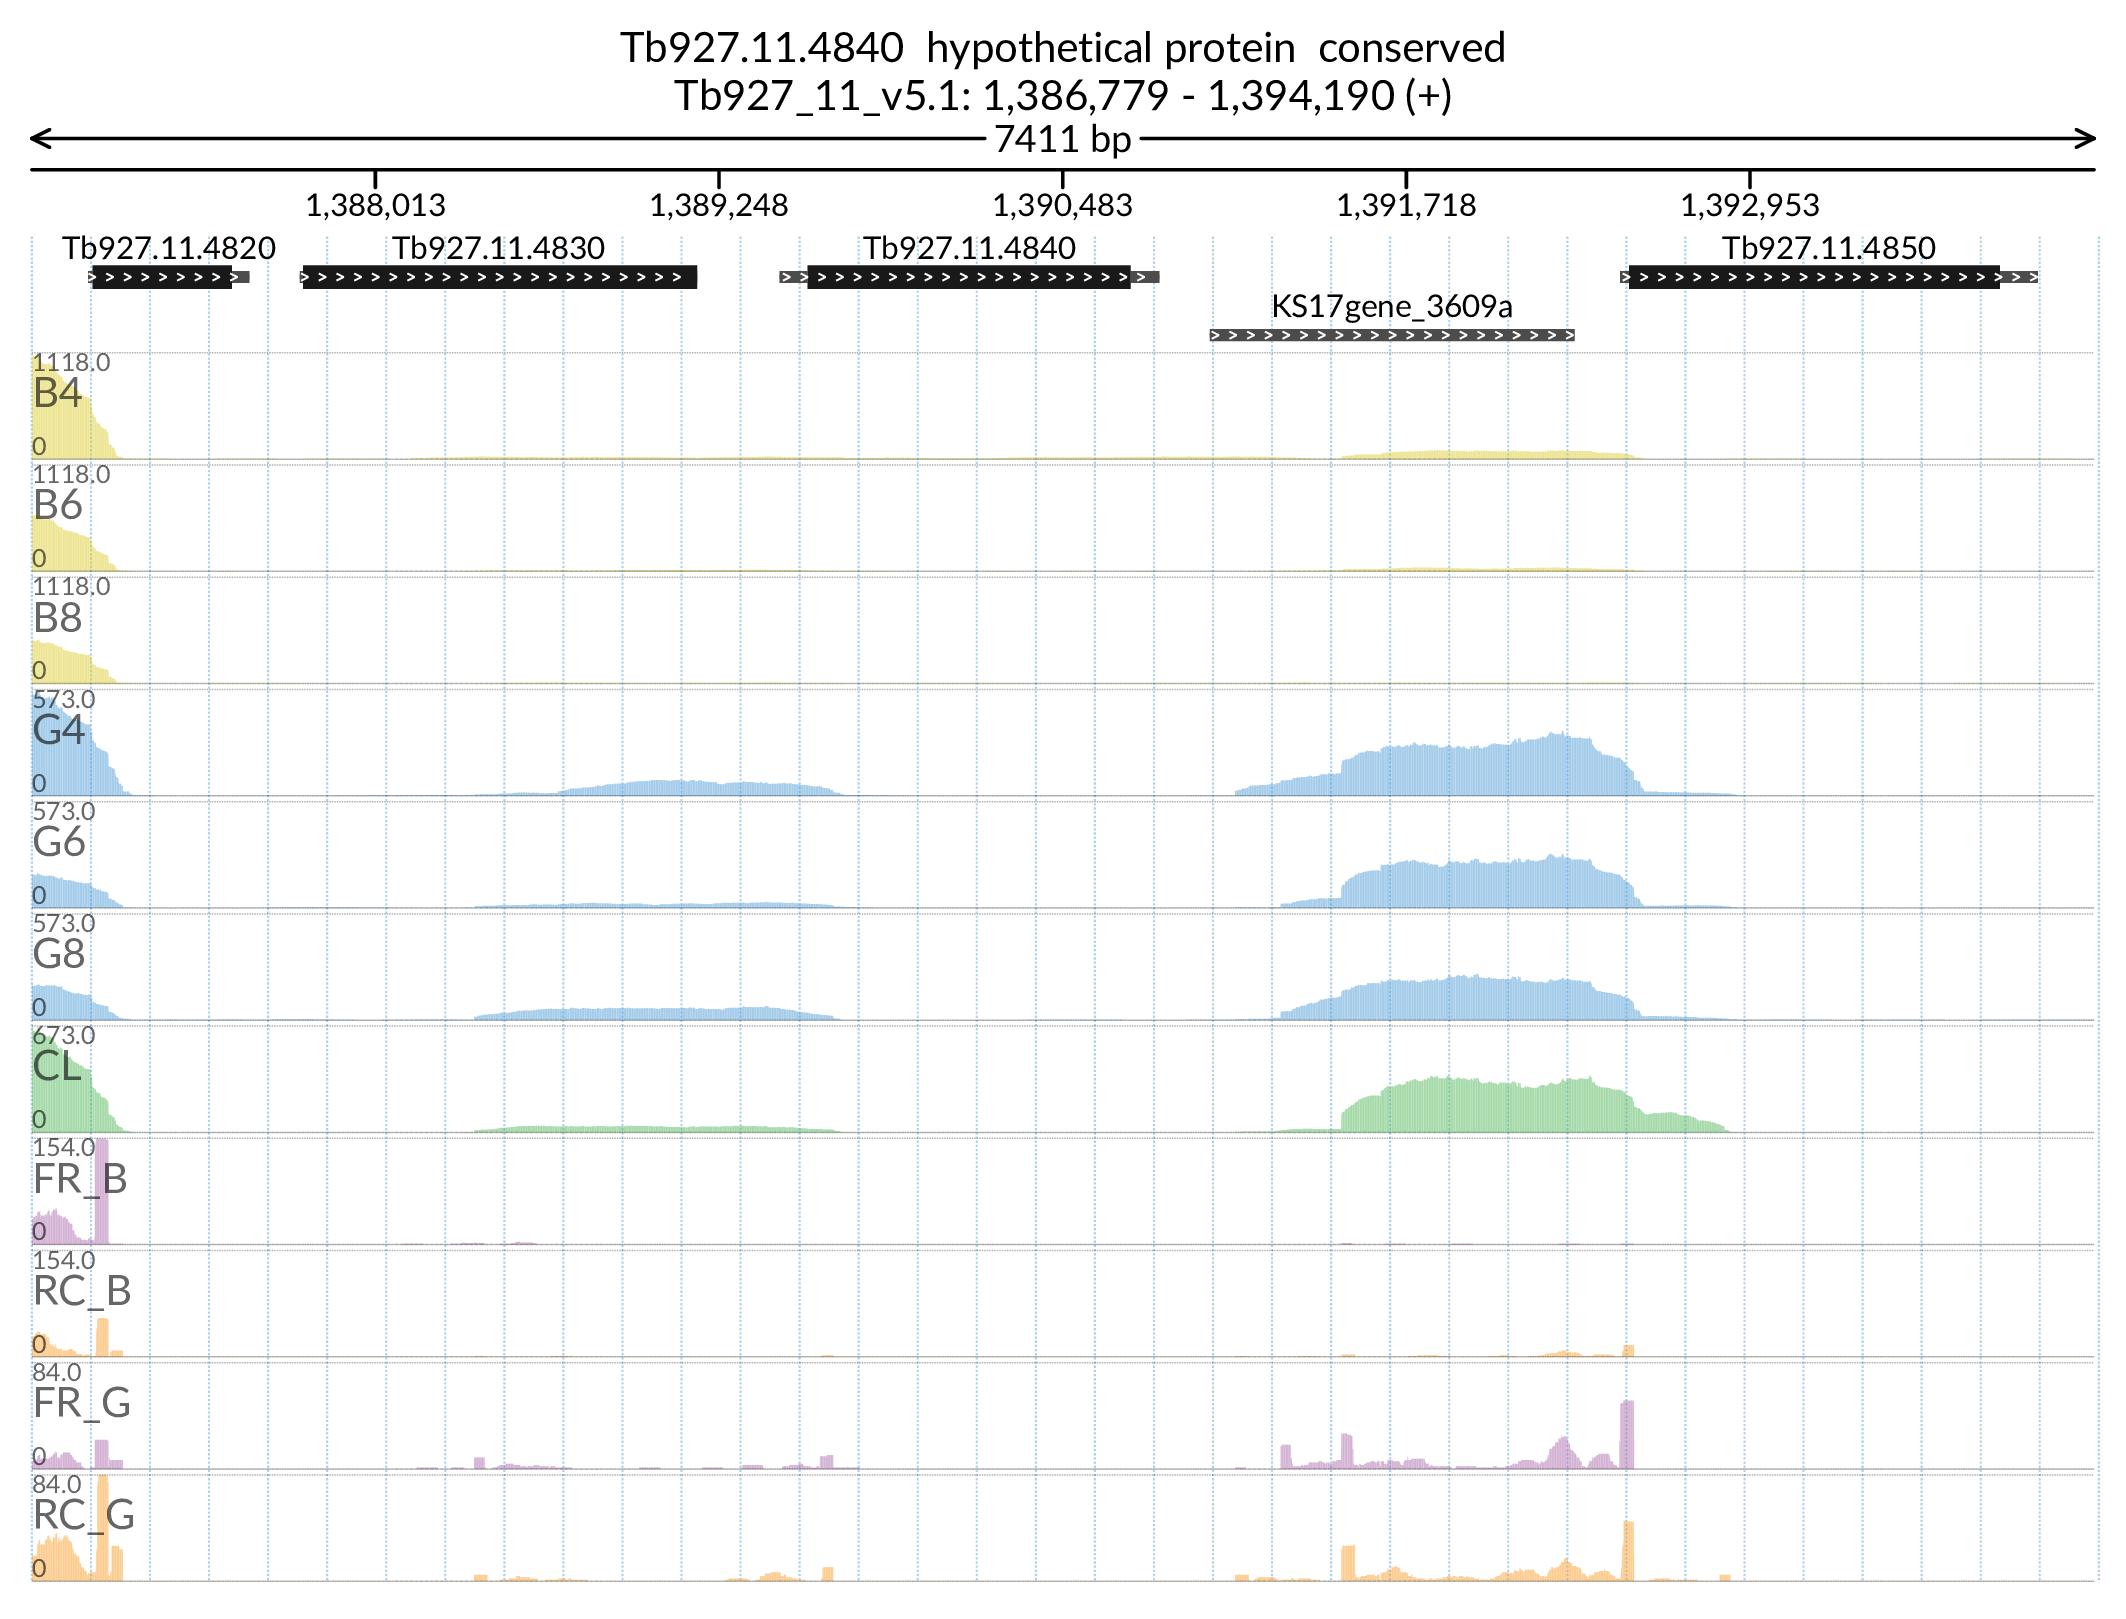 Tb927.11.4840 hypothetical protein conserved
Tb927_11_v5.1: 1,386,779 - 1,394,190 (+)
7411 bp
1,388,013 1,389,248 1,390,483 1,391,718 1,392,953
Tb927.11.4820 Tb927.11.4830 Tb927.11.4840 Tb927.11.4850
KS17gene_3609a
1118.0
B4
0
1118.0
B6
0
1118.0
B8
0
573.0
G4
0
573.0
G6
0
573.0
G8
0
673.0
CL
0
154.0
FR_B
0
154.0
RC_B
0
84.0
FR_G
0
84.0
RC_G
0